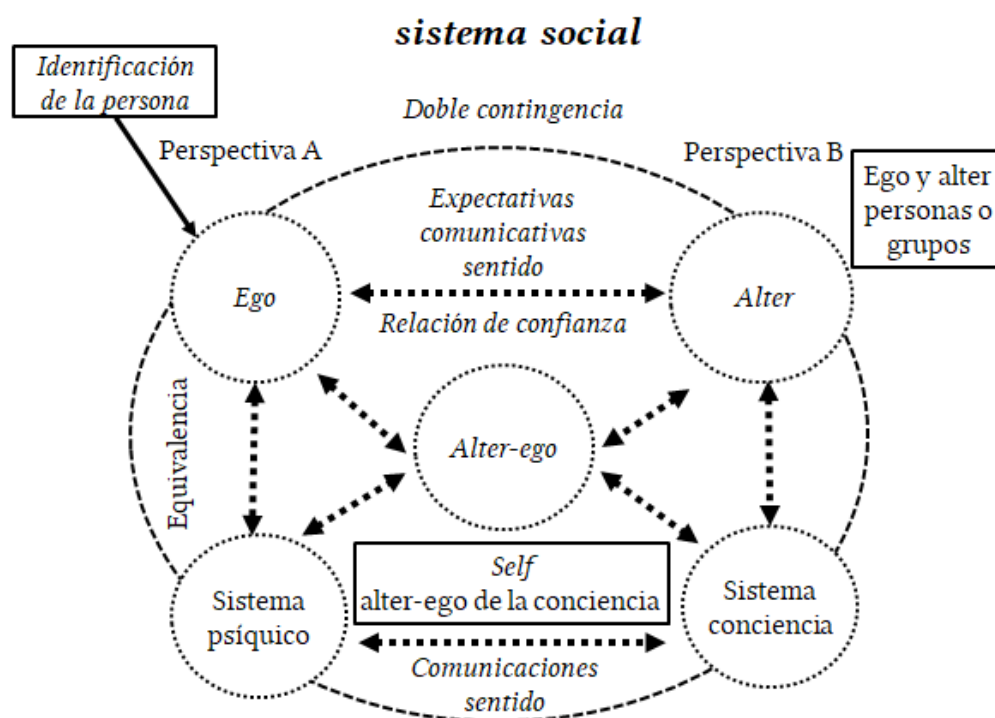 sistema social
Identificación
de la persona
Doble contingencia
Perspectiva A
Perspectiva B
Ego y alter
personas o
grupos
Expectativas
comunicativas
sentido
Ego
Alter
Relación de confianza
Equivalencia
Alter-ego
Self
alter-ego de la conciencia
Sistema
psíquico
Sistema
conciencia
Comunicaciones
sentido